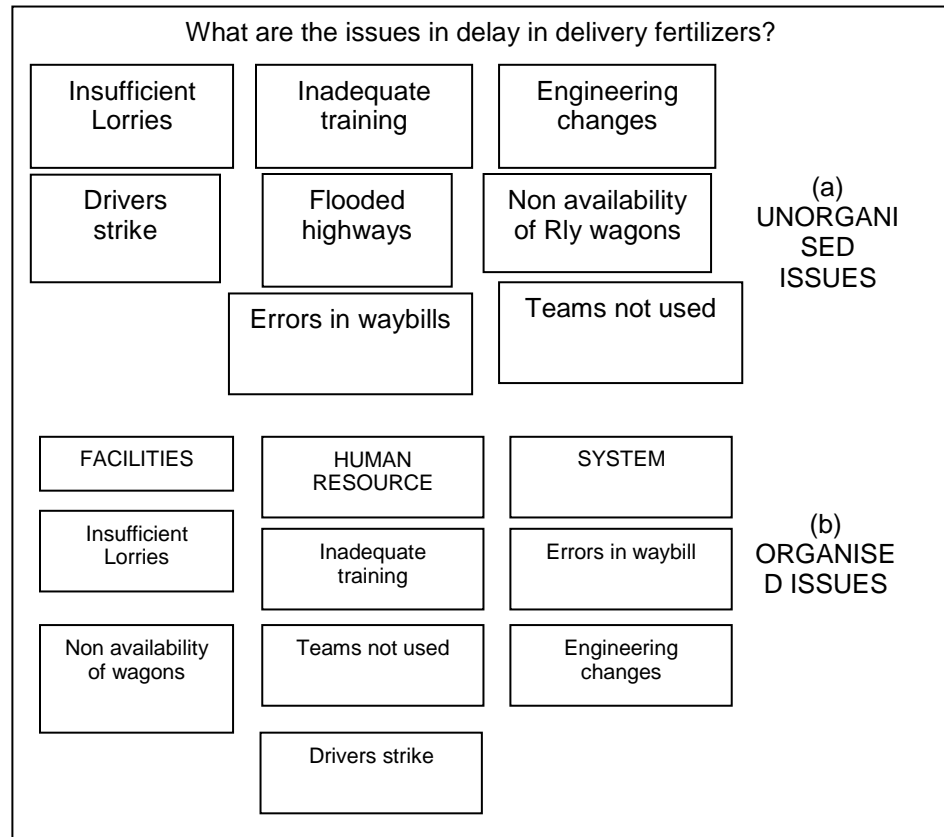 What are the issues in delay in delivery fertilizers?
Insufficient
Lorries
Inadequate
training
Engineering
changes
Drivers
strike
Flooded
highways
Non availability
of Rly wagons
(a)
UNORGANI
SED
ISSUES
Errors in waybills
Teams not used
FACILITIES
HUMAN
RESOURCE
SYSTEM
Insufficient
Lorries
Inadequate
training
Errors in waybill
(b)
ORGANISE
D ISSUES
Non availability
of wagons
Teams not used
Engineering
changes
Drivers strike